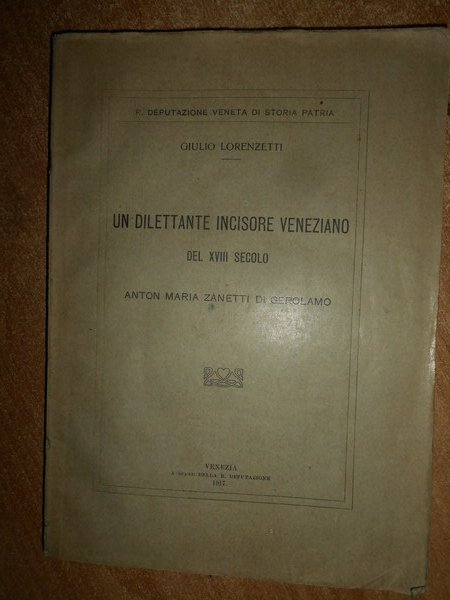 R. DEPUTAZIONE VENETA DI STORIA PATRIA
GIULIO LORENZETTI
UN DILETTANTE INCISORE VENEZIANO
DEL XVIII SECOLO
ANTON MARIA ZANETTI DI GEROLAMO
VENEZIA
A SPESE DELLA R. DEPUTAZIONE
1917